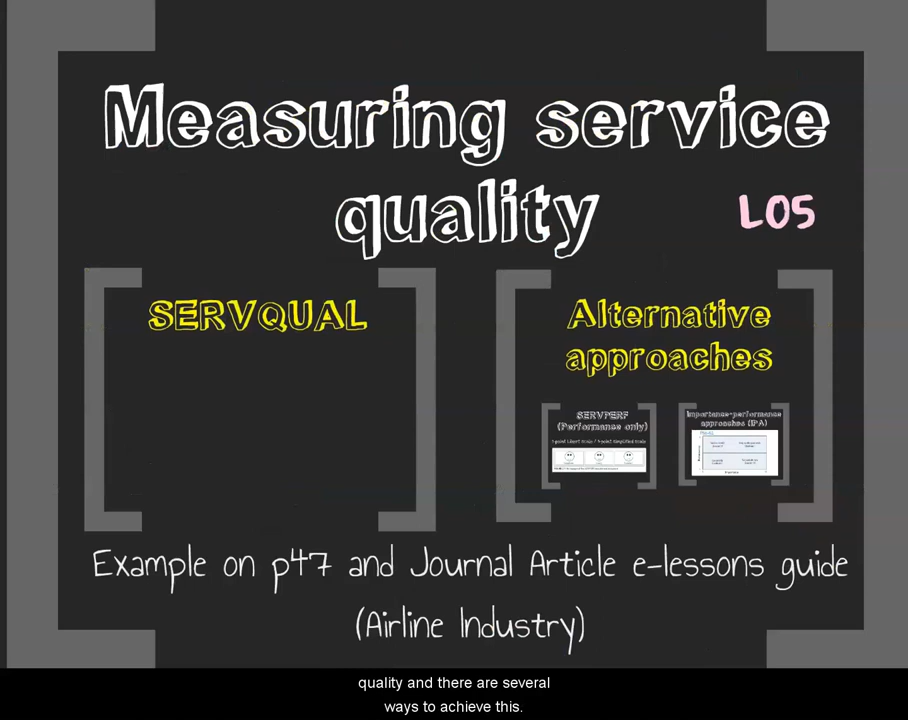 Measuring service
quality
LO5
SERVQUAL
Alternative
approaches
SERVPERF
(Performance only)
Importance-performance
approaches (IPA)
Example on p47 and Journal Article e-lessons guide
(Airline Industry)
quality and there are several
ways to achieve this.